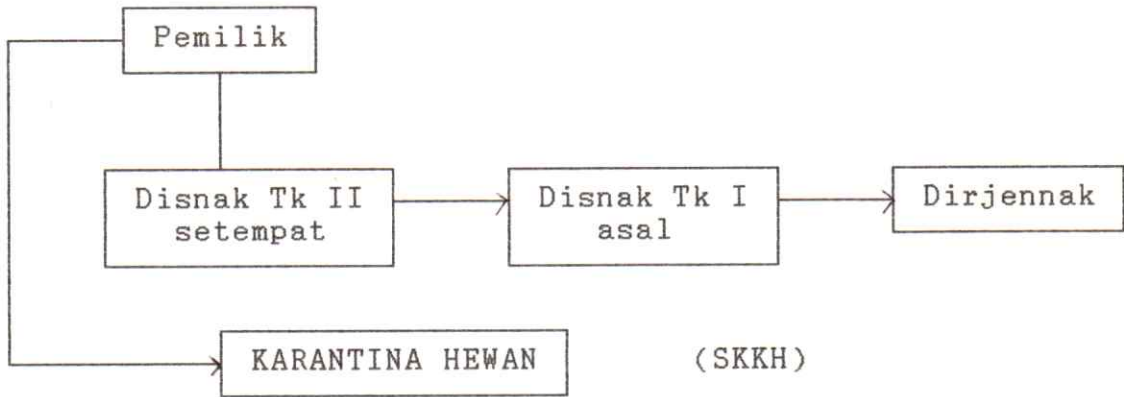 Pemilik
Disnak Tk II
setempat
Disnak Tk I
asal
Dirjennak
KARANTINA HEWAN
(SKKH)